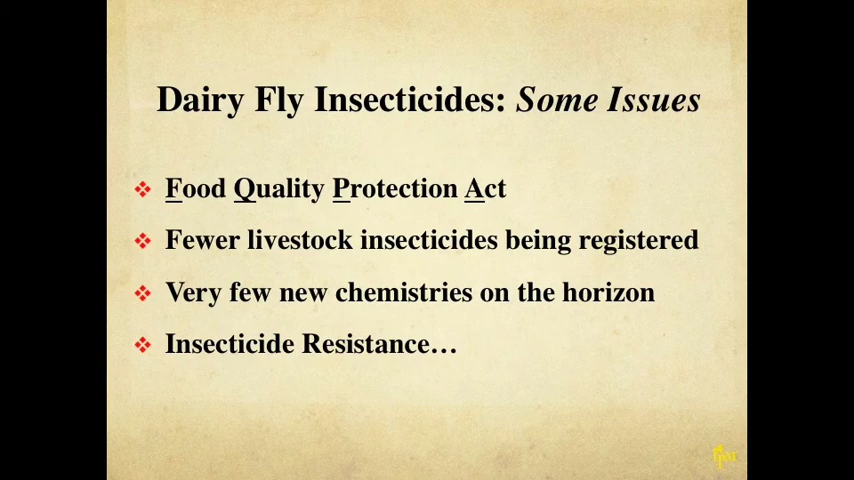 Dairy Fly Insecticides: Some Issues
Food Quality Protection Act
Fewer livestock insecticides being registered
Very few new chemistries on the horizon
Insecticide Resistance…
IPM